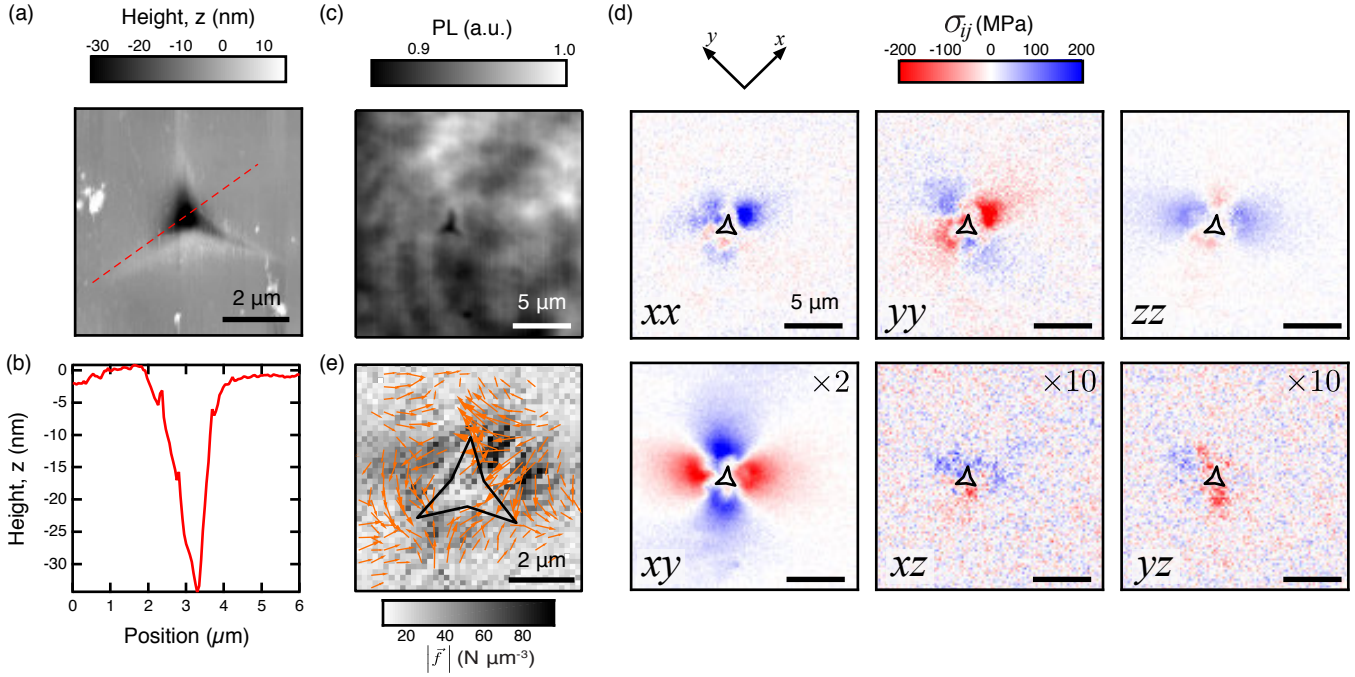 (a)
Height, z (nm)
-30 -20 -10 0 10
2 µm
(b)
Height, z (nm)
0
-5
-10
-15
-20
-25
-30
0 1 2 3 4 5 6
Position (µm)
(c)
PL (a.u.)
0.9 1.0
5 µm
(e)
2 µm
20 40 60 80
|f⃗| (N µm⁻³)
(d)
y x
σij (MPa)
-200 -100 0 100 200
xx
5 µm
yy
zz
×2
xy
×10
xz
×10
yz